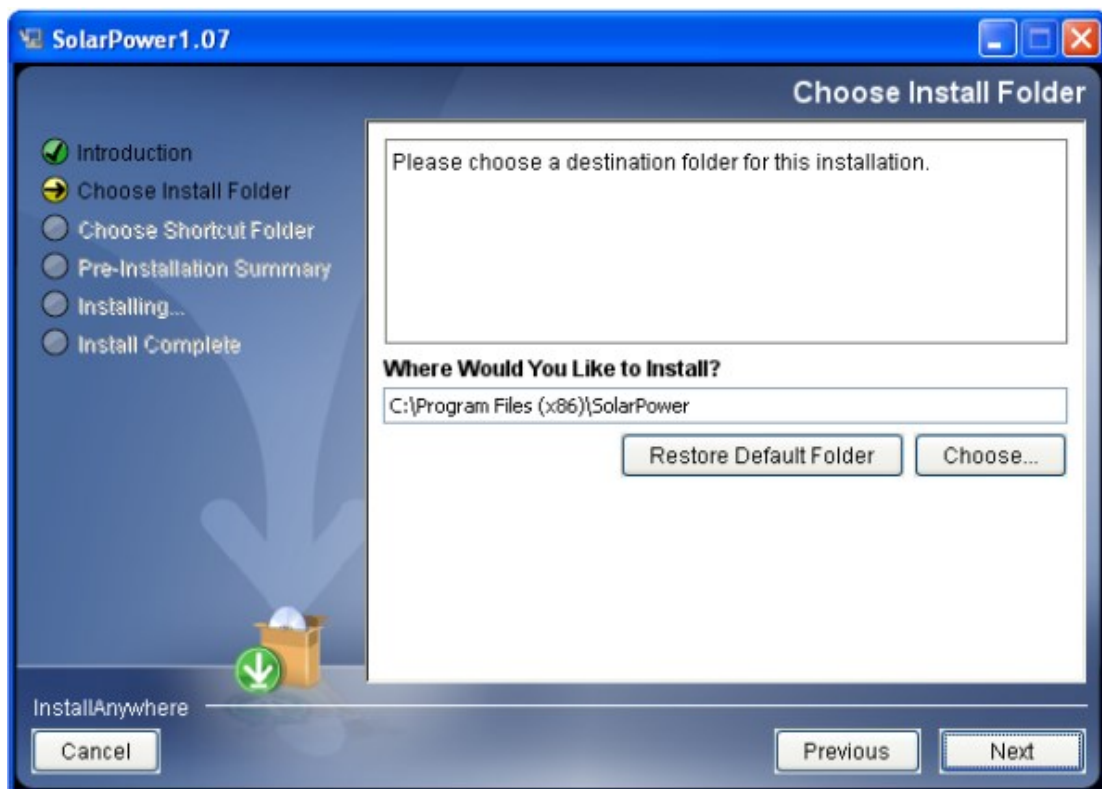 SolarPower1.07
Choose Install Folder
Introduction
Choose Install Folder
Choose Shortcut Folder
Pre-Installation Summary
Installing...
Install Complete
Please choose a destination folder for this installation.
Where Would You Like to Install?
C:\Program Files (x86)\SolarPower
Restore Default Folder
Choose...
InstallAnywhere
Cancel
Previous
Next